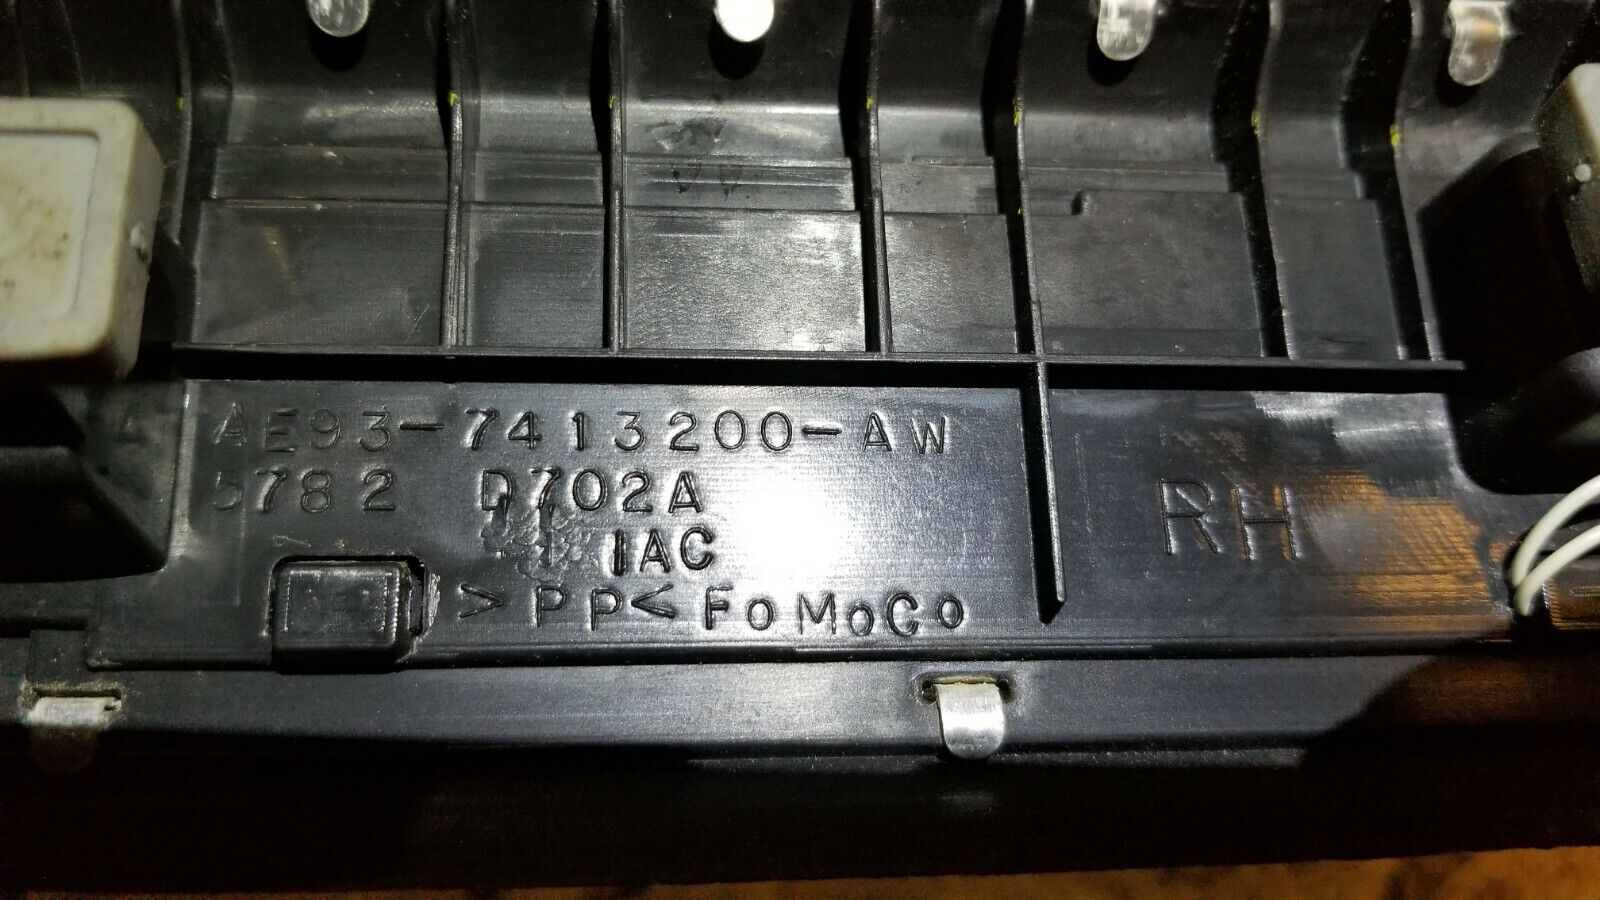 AE93-7413200-AW
5782 D702A
IAC
>PP< FoMoCo
RH